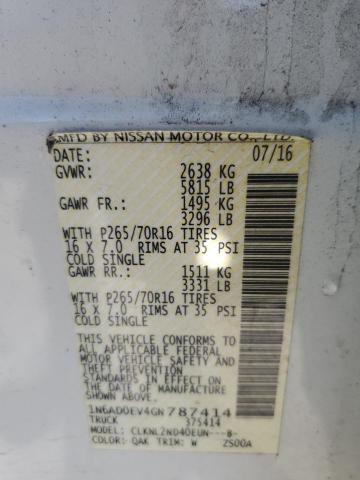 MFD BY NISSAN MOTOR CO., LTD.
DATE: 07/16
GVWR: 2638 KG
5815 LB
GAWR FR.: 1495 KG
3296 LB
WITH P265/70R16 TIRES
16 X 7.0 RIMS AT 35 PSI
COLD SINGLE
GAWR RR.: 1511 KG
3331 LB
WITH P265/70R16 TIRES
16 X 7.0 RIMS AT 35 PSI
COLD SINGLE
THIS VEHICLE CONFORMS TO
ALL APPLICABLE FEDERAL
MOTOR VEHICLE SAFETY AND
THEFT PREVENTION
STANDARDS IN EFFECT ON
THE DATE OF MANUFACTURE
SHOWN ABOVE.
1N6AD0EV4GN787414
TRUCK 375414
MODEL: CLKNL2ND40EUN---B-
COLOR: QAK TRIM: W ZS00A